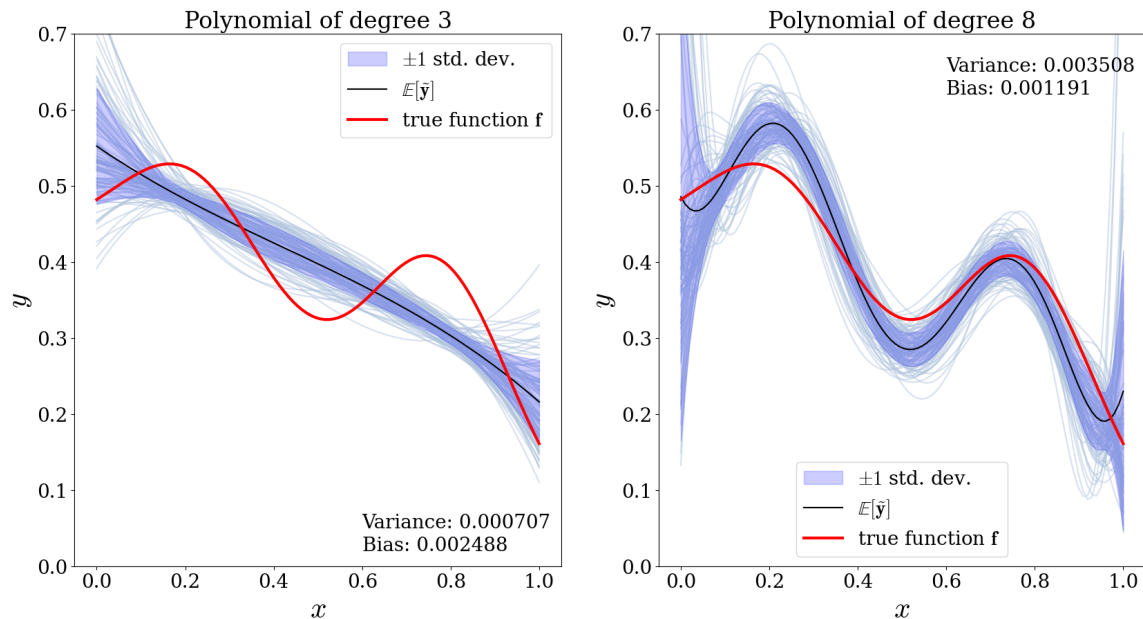 Polynomial of degree 3
0.7
0.6
0.5
0.4
0.3
0.2
0.1
0.0
y
±1 std. dev.
𝔼[ỹ]
true function f
Variance: 0.000707
Bias: 0.002488
0.0 0.2 0.4 0.6 0.8 1.0
x
Polynomial of degree 8
0.7
0.6
0.5
0.4
0.3
0.2
0.1
0.0
y
Variance: 0.003508
Bias: 0.001191
±1 std. dev.
𝔼[ỹ]
true function f
0.0 0.2 0.4 0.6 0.8 1.0
x